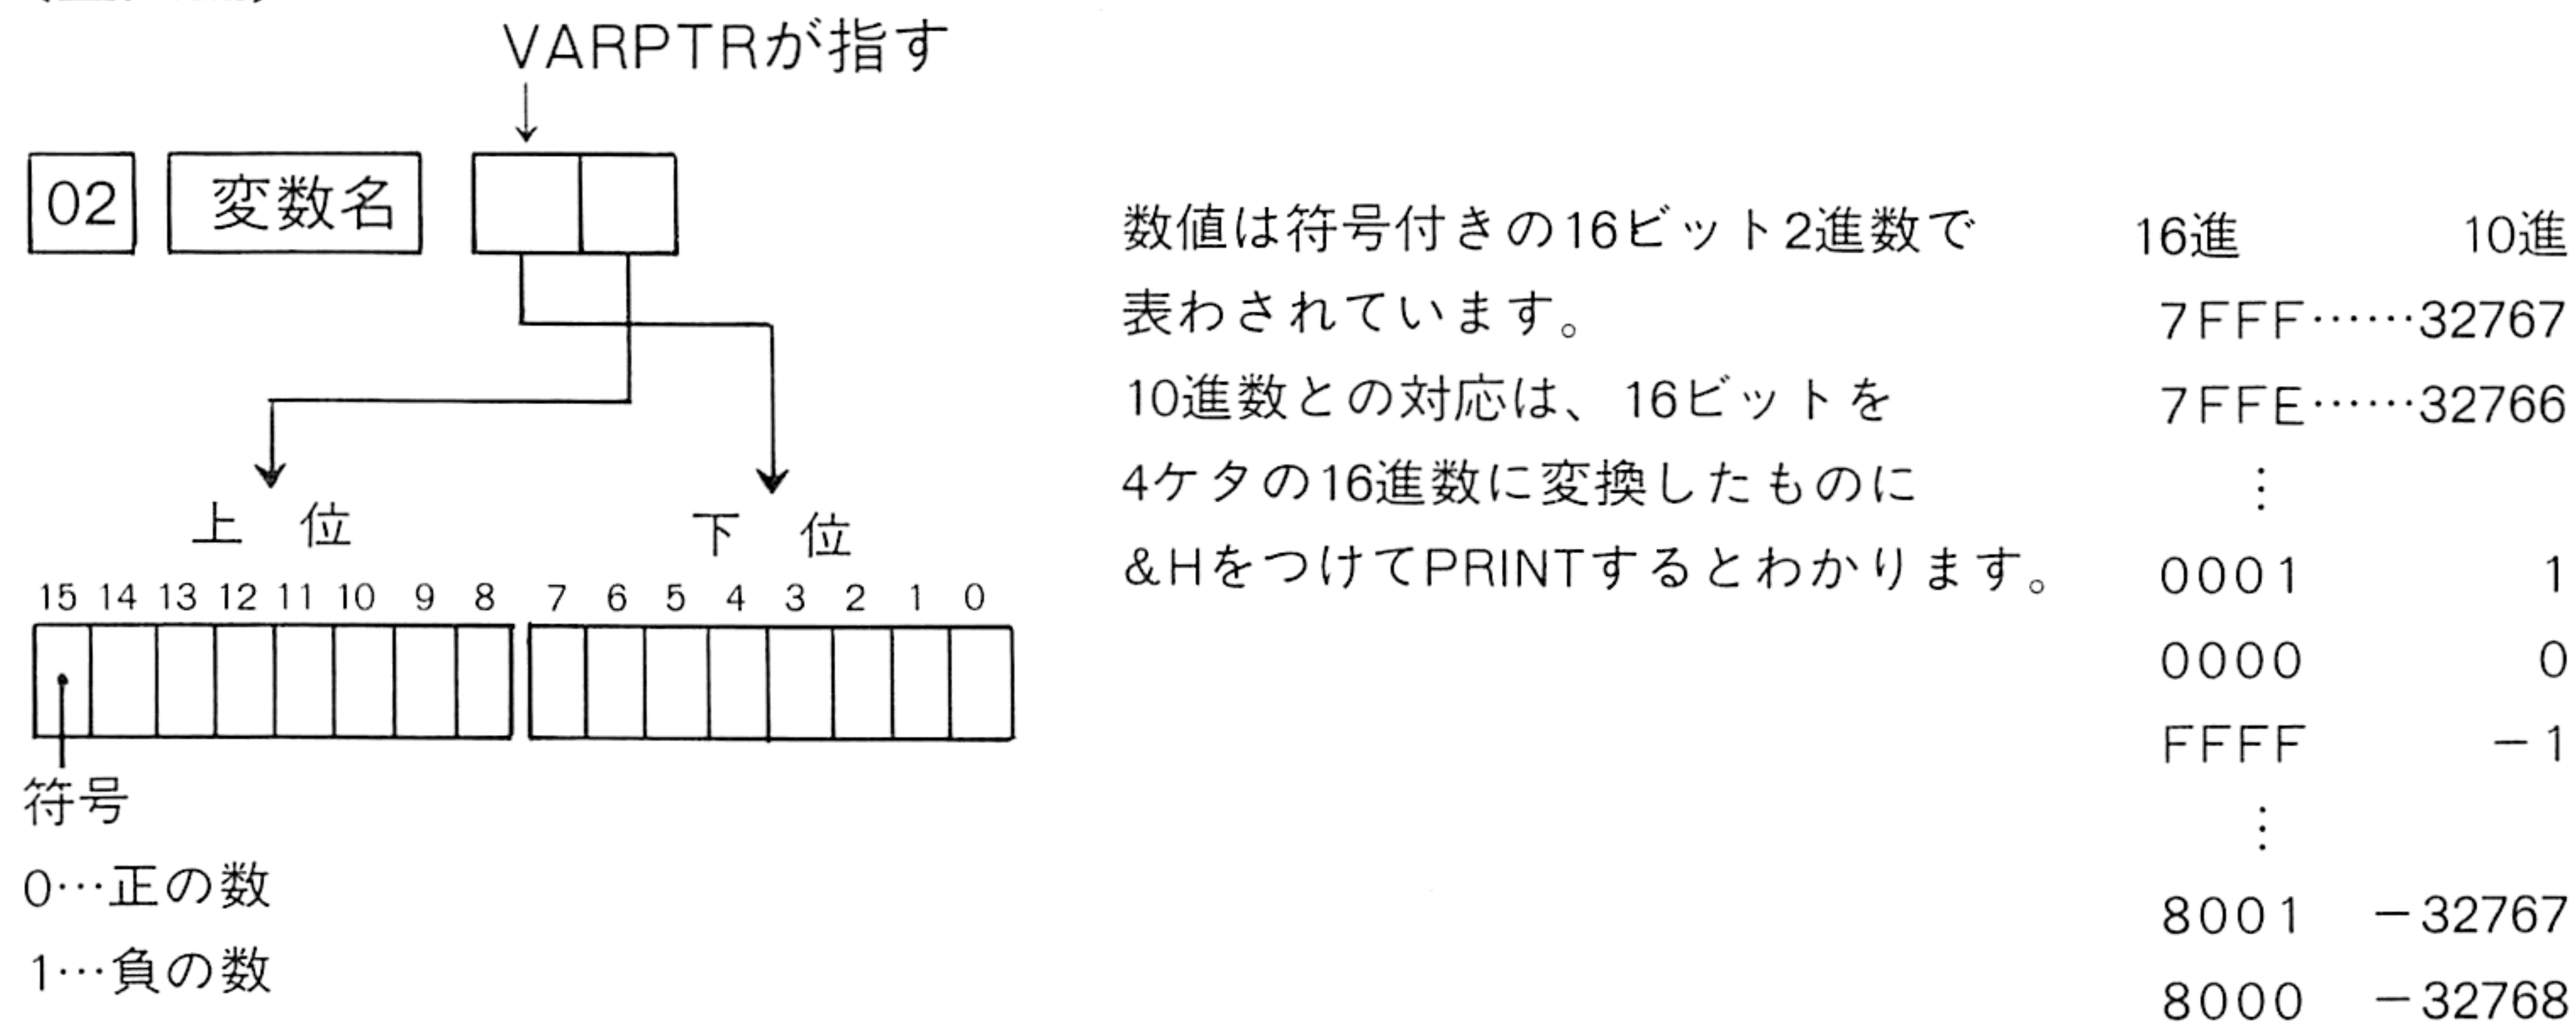 VARPTRが指す
02 変数名
上 位 下 位
15 14 13 12 11 10 9 8 7 6 5 4 3 2 1 0
符号
0…正の数
1…負の数
数値は符号付きの16ビット2進数で
表わされています。
10進数との対応は、16ビットを
4ケタの16進数に変換したものに
&HをつけてPRINTするとわかります。
16進 10進
7FFF……32767
7FFE……32766
⋮
0001 1
0000 0
FFFF －1
⋮
8001 －32767
8000 －32768